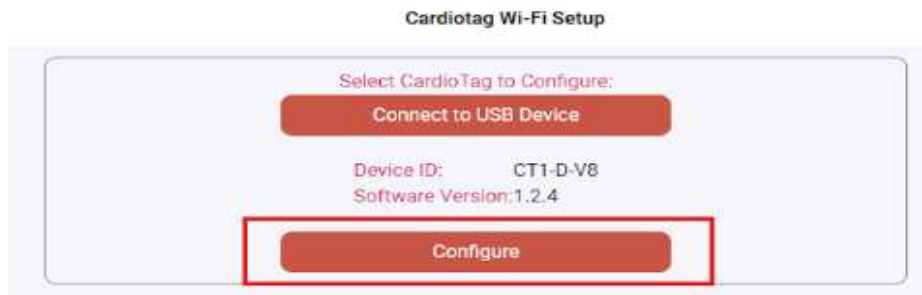 Cardiotag Wi-Fi Setup
Select CardioTag to Configure:
Connect to USB Device
Device ID: CT1-D-V8
Software Version:1.2.4
Configure